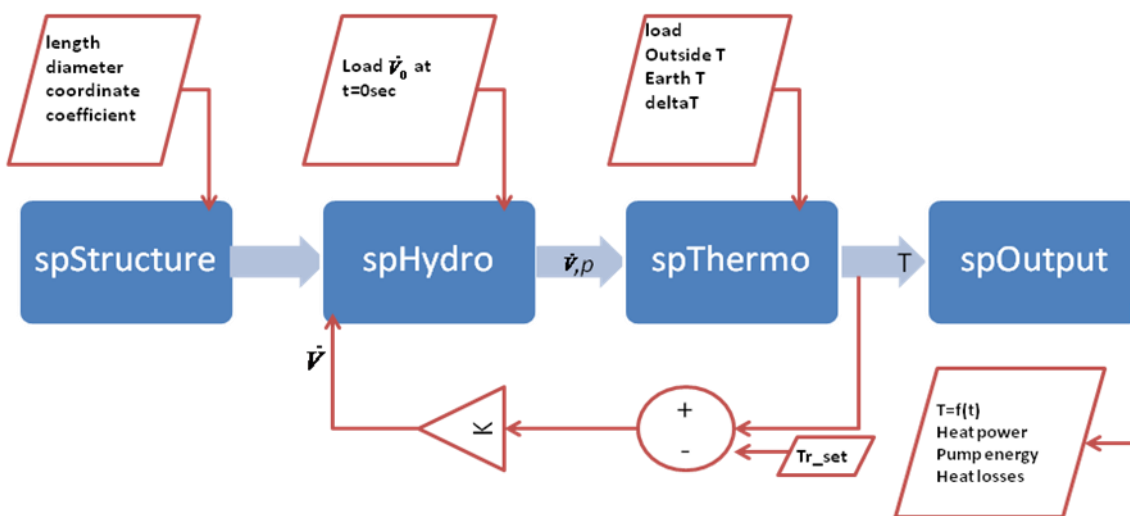 length
diameter
coordinate
coefficient
Load V̇₀ at
t=0sec
load
Outside T
Earth T
deltaT
spStructure
spHydro
V̇,p
spThermo
T
spOutput
V̇
K
+
-
Tr_set
T=f(t)
Heat power
Pump energy
Heat losses